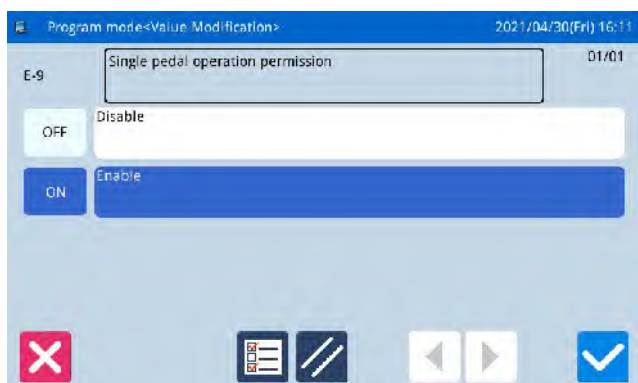 Program mode<Value Modification>
2021/04/30(Fri) 16:11
E-9
Single pedal operation permission
01/01
OFF
Disable
ON
Enable